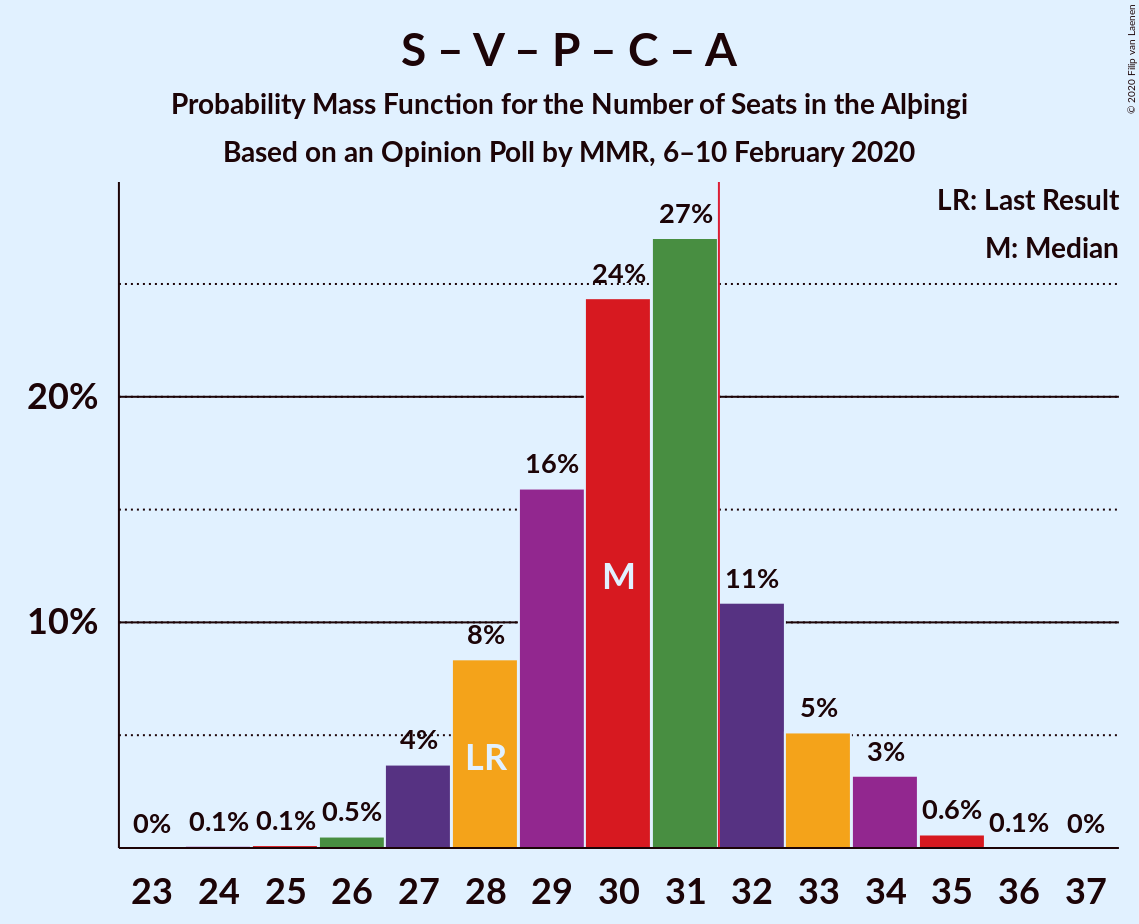 S – V – P – C – A
Probability Mass Function for the Number of Seats in the Alþingi
Based on an Opinion Poll by MMR, 6–10 February 2020
© 2020 Filip van Laenen
LR: Last Result
M: Median
20%
10%
0%
0.1%
0.1%
0.5%
4%
8%
16%
24%
27%
11%
5%
3%
0.6%
0.1%
0%
LR
M
23 24 25 26 27 28 29 30 31 32 33 34 35 36 37